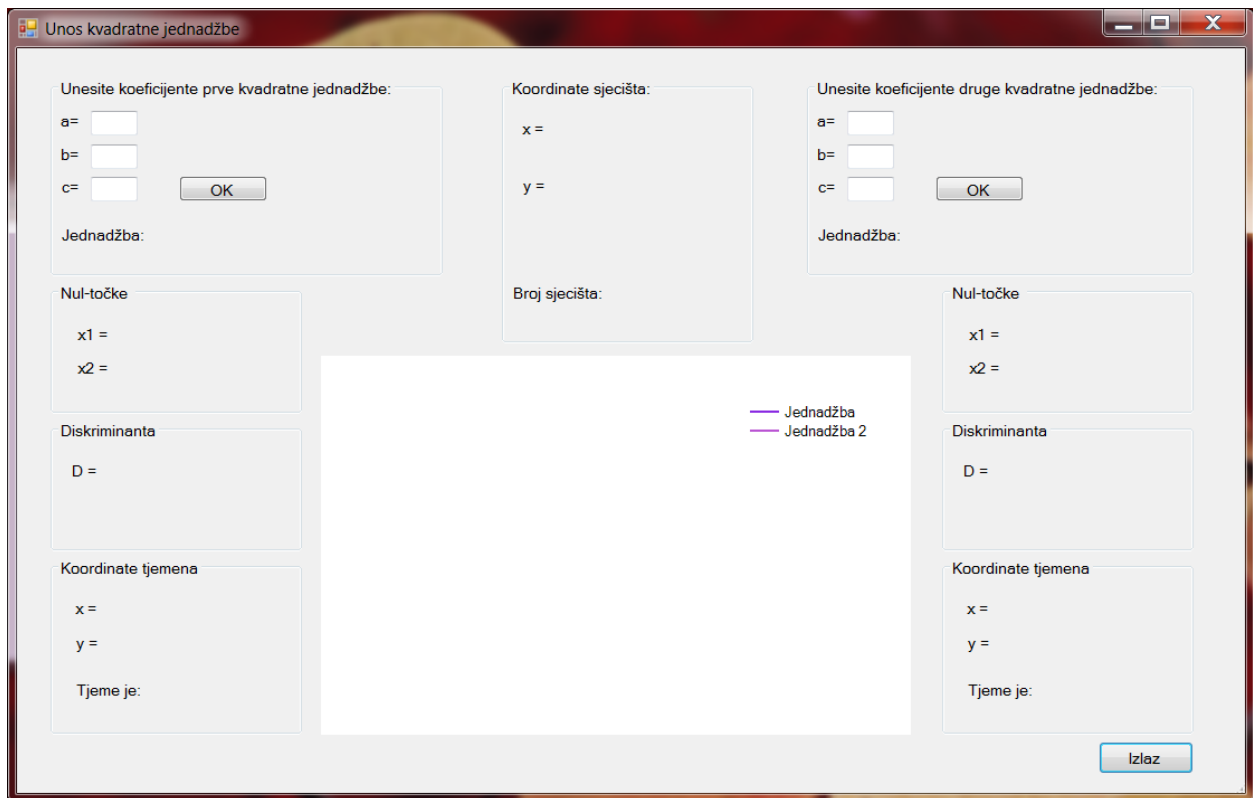 Unos kvadratne jednadžbe
Unesite koeficijente prve kvadratne jednadžbe:
a=
b=
c=
OK
Jednadžba:
Koordinate sjecišta:
x =
y =
Broj sjecišta:
Unesite koeficijente druge kvadratne jednadžbe:
a=
b=
c=
OK
Jednadžba:
Nul-točke
x1 =
x2 =
Diskriminanta
D =
Koordinate tjemena
x =
y =
Tjeme je:
Jednadžba
Jednadžba 2
Nul-točke
x1 =
x2 =
Diskriminanta
D =
Koordinate tjemena
x =
y =
Tjeme je:
Izlaz